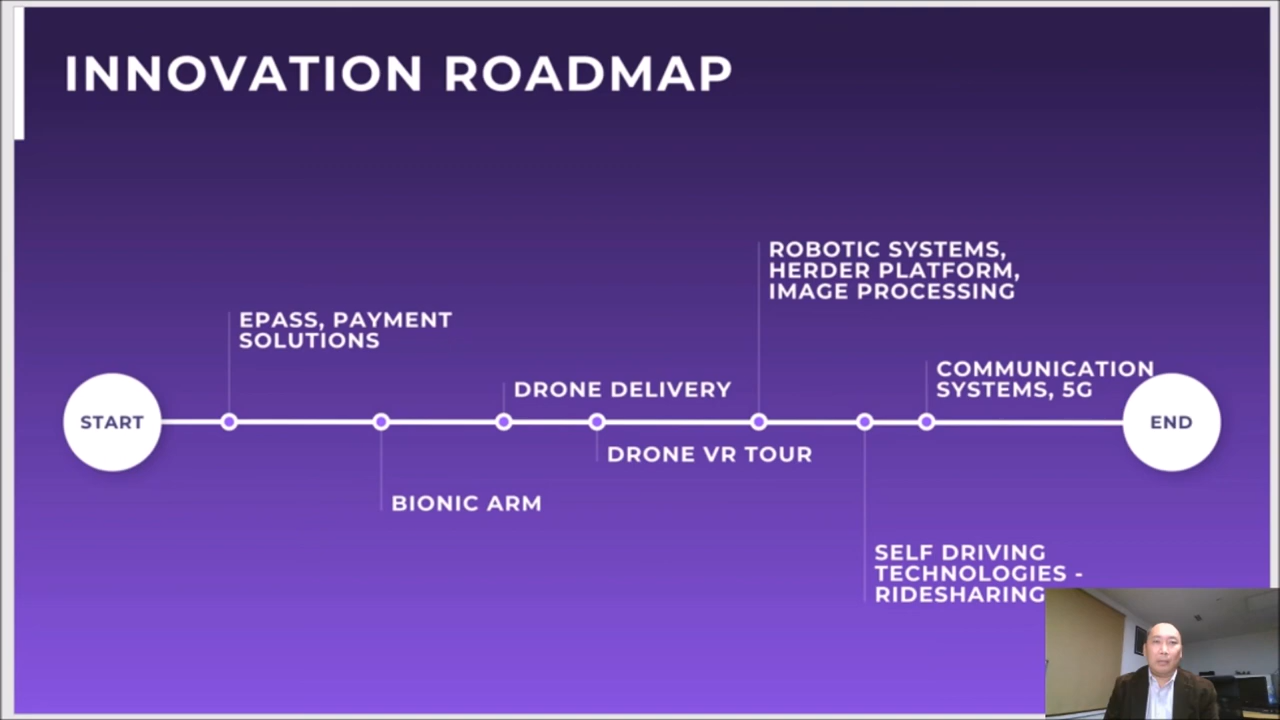 INNOVATION ROADMAP
ROBOTIC SYSTEMS,
HERDER PLATFORM,
IMAGE PROCESSING
EPASS, PAYMENT
SOLUTIONS
COMMUNICATION
SYSTEMS, 5G
DRONE DELIVERY
START
END
DRONE VR TOUR
BIONIC ARM
SELF DRIVING
TECHNOLOGIES -
RIDESHARING